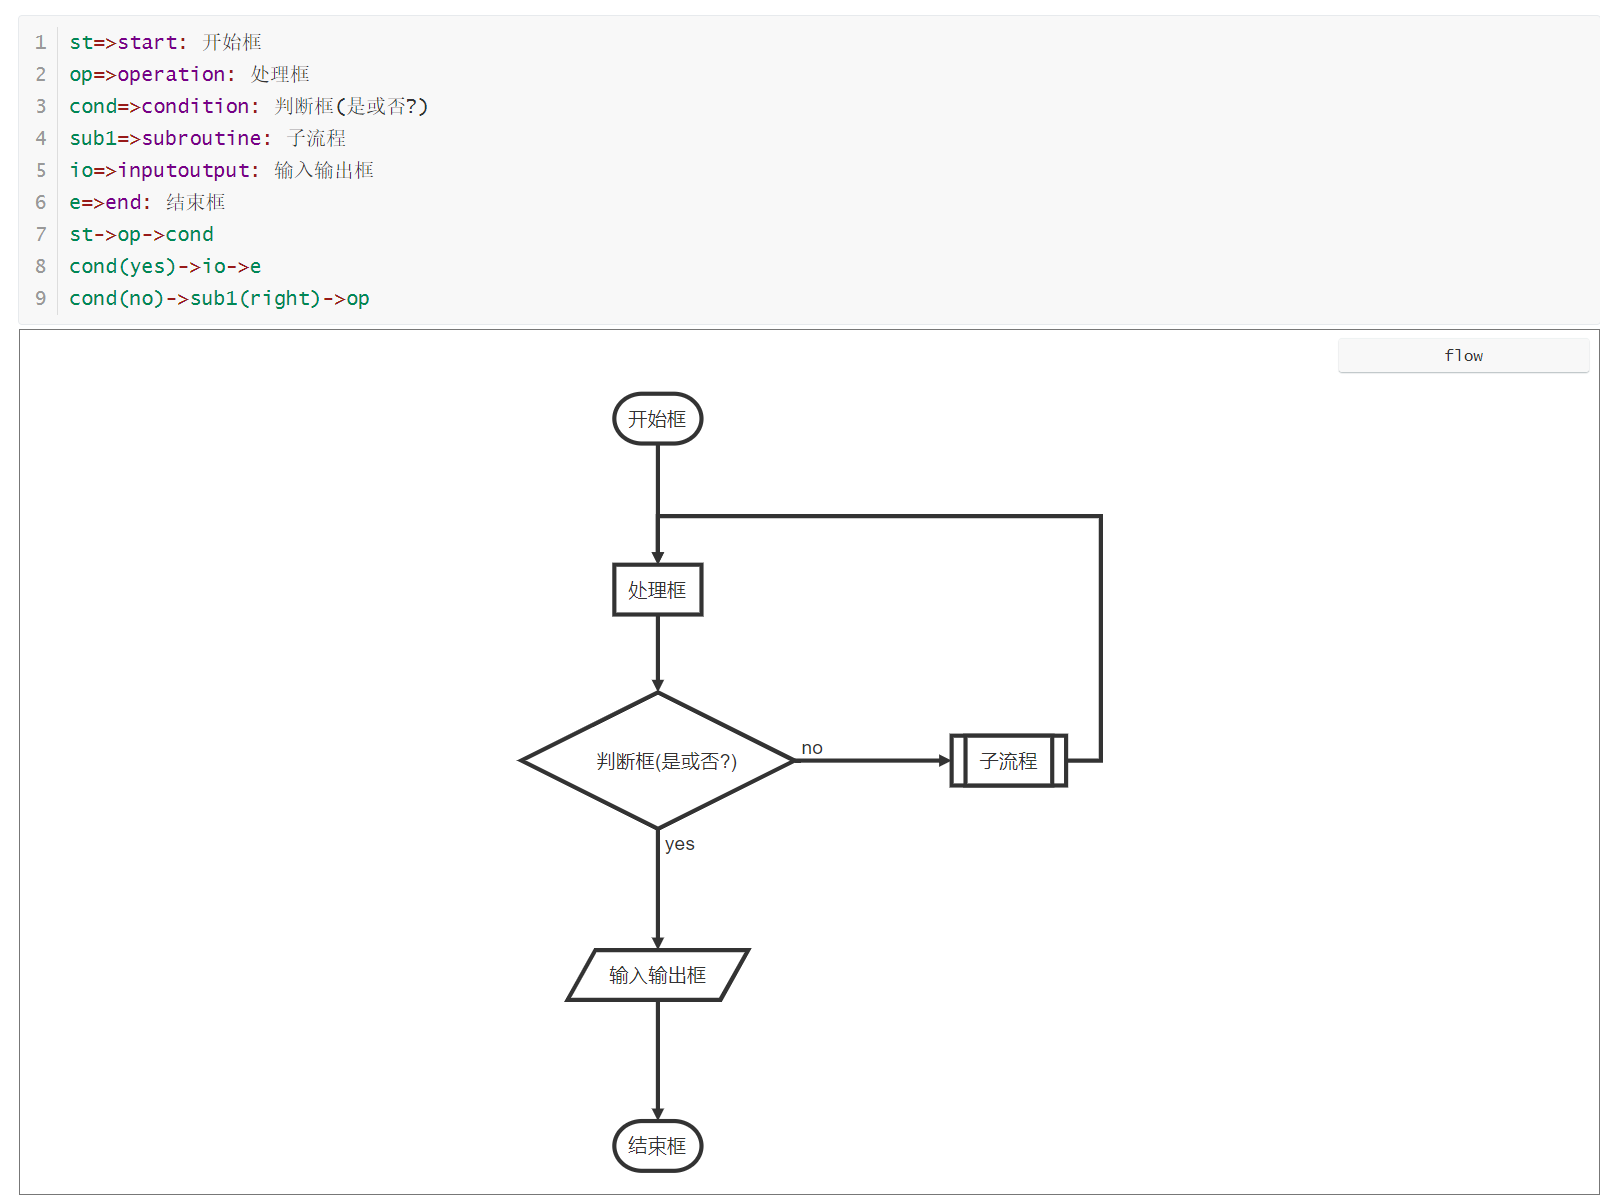 1 st=>start: 开始框
2 op=>operation: 处理框
3 cond=>condition: 判断框(是或否?)
4 sub1=>subroutine: 子流程
5 io=>inputoutput: 输入输出框
6 e=>end: 结束框
7 st->op->cond
8 cond(yes)->io->e
9 cond(no)->sub1(right)->op
flow
开始框
处理框
no
判断框(是或否?)
子流程
yes
输入输出框
结束框